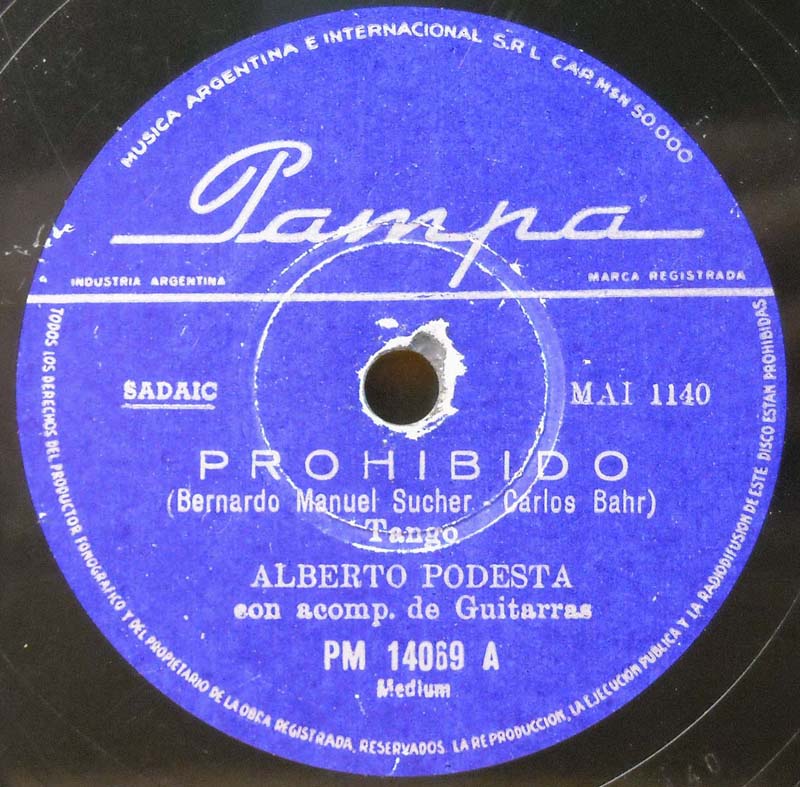 MUSICA ARGENTINA E INTERNACIONAL S.R.L CAP. M$N 50.000
Pampa
INDUSTRIA ARGENTINA
MARCA REGISTRADA
SADAIC
MAI 1140
PROHIBIDO
(Bernardo Manuel Sucher - Carlos Bahr)
Tango
ALBERTO PODESTA
con acomp. de Guitarras
PM 14069 A
Medium
TODOS LOS DERECHOS DEL PRODUCTOR FONOGRAFICO Y DEL PROPIETARIO DE LA OBRA REGISTRADA, RESERVADOS. LA REPRODUCCION, LA EJECUCION PUBLICA Y LA RADIODIFUSION DE ESTE DISCO ESTAN PROHIBIDAS